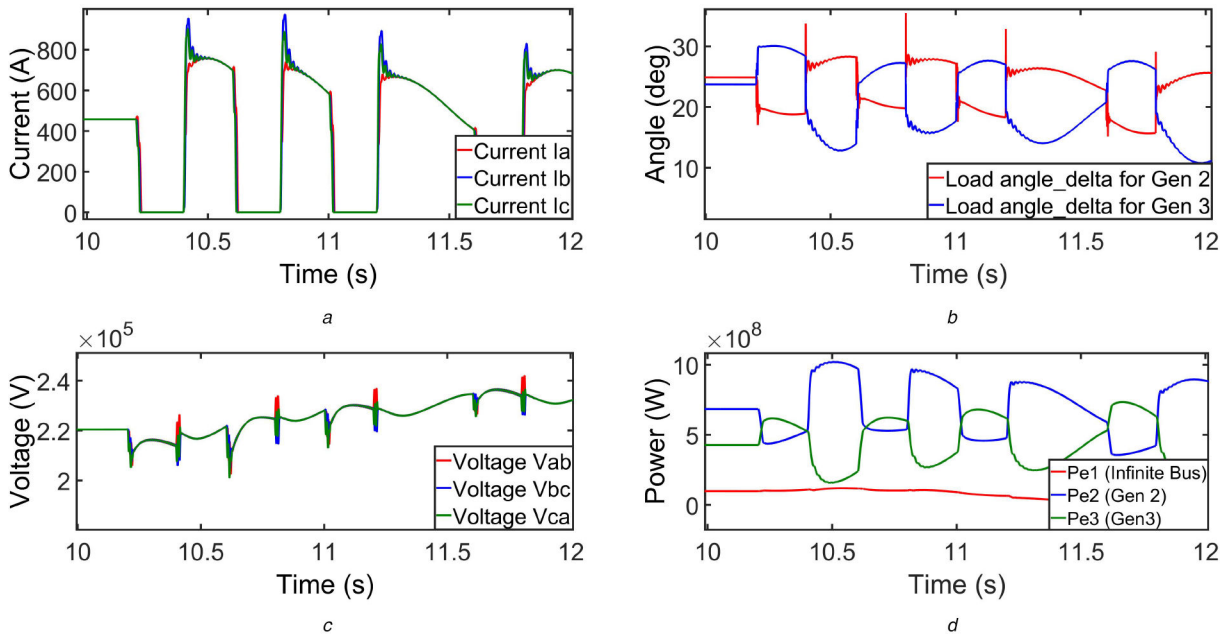 Current (A)
800
600
400
200
0
Current Ia
Current Ib
Current Ic
10
10.5
11
11.5
12
Time (s)
a
Angle (deg)
30
20
10
Load angle_delta for Gen 2
Load angle_delta for Gen 3
10
10.5
11
11.5
12
Time (s)
b
×10⁵
Voltage (V)
2.4
2.2
2
Voltage Vab
Voltage Vbc
Voltage Vca
10
10.5
11
11.5
12
Time (s)
c
×10⁸
Power (W)
10
5
0
Pe1 (Infinite Bus)
Pe2 (Gen 2)
Pe3 (Gen3)
10
10.5
11
11.5
12
Time (s)
d